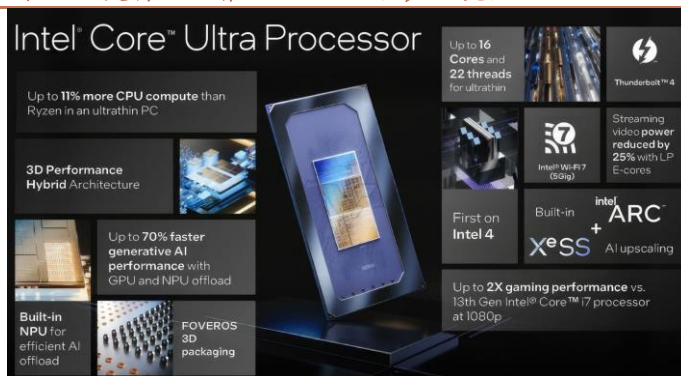 Intel® Core™ Ultra Processor
Up to 11% more CPU compute than
Ryzen in an ultrathin PC
3D Performance
Hybrid Architecture
Up to 70% faster
generative AI
performance with
GPU and NPU offload
Built-in
NPU for
efficient AI
offload
FOVEROS
3D
packaging
Up to 16
Cores and
22 threads
for ultrathin
Thunderbolt™ 4
7
Intel® Wi-Fi 7
(5Gig)
Streaming
video power
reduced by
25% with LP
E-cores
First on
Intel 4
Built-in
intel
ARC™
+
XeSS
AI upscaling
Up to 2X gaming performance vs.
13th Gen Intel® Core™ i7 processor
at 1080p